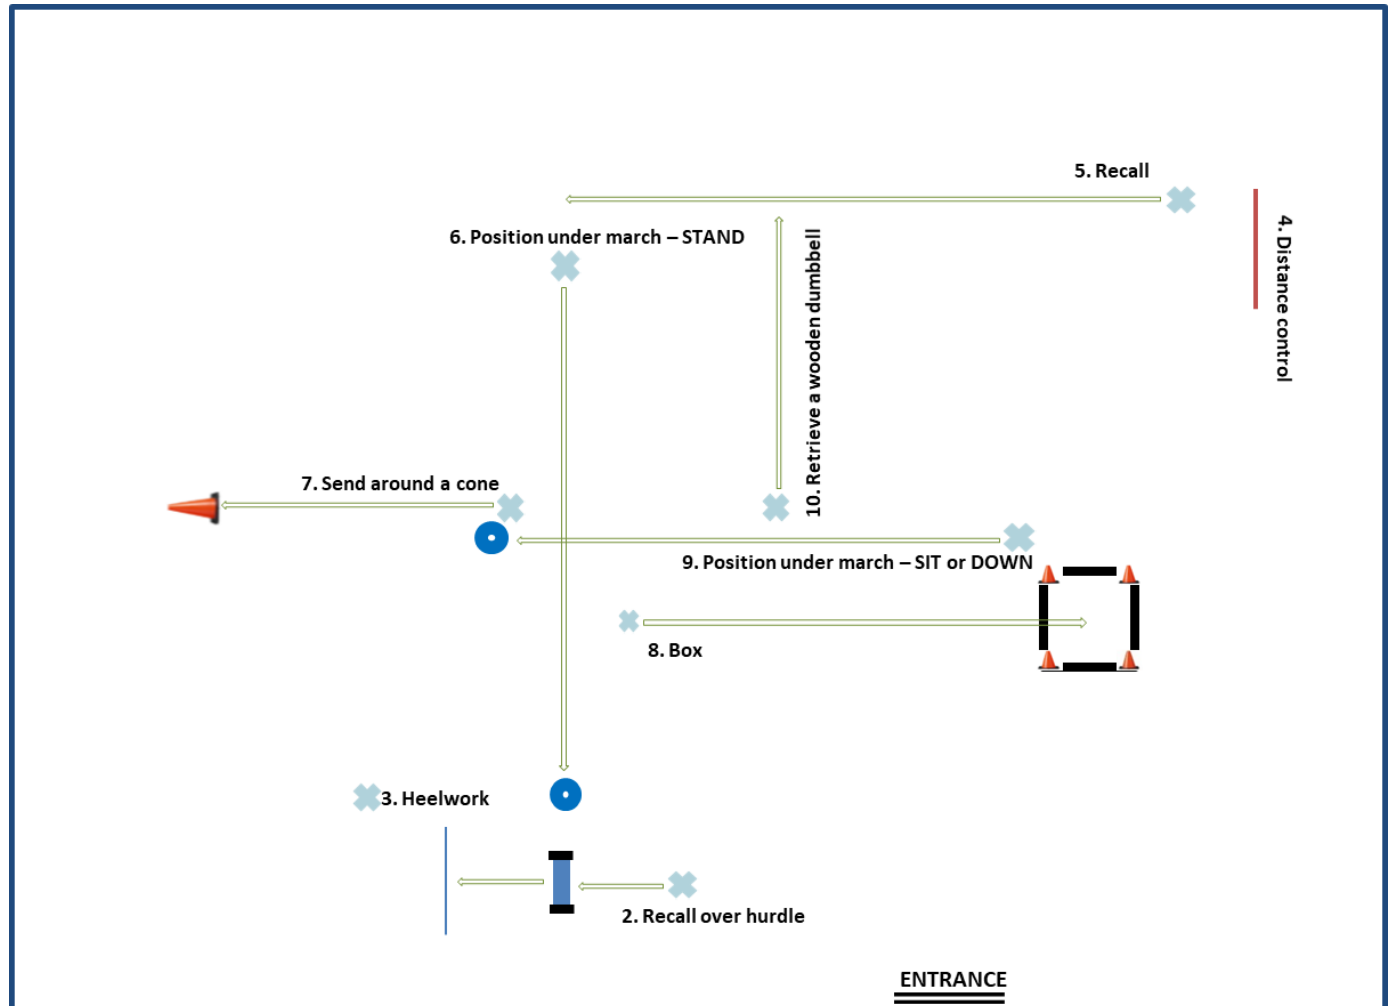 5. Recall
4. Distance control
6. Position under march – STAND
10. Retrieve a wooden dumbbell
7. Send around a cone
9. Position under march – SIT or DOWN
8. Box
3. Heelwork
2. Recall over hurdle
ENTRANCE